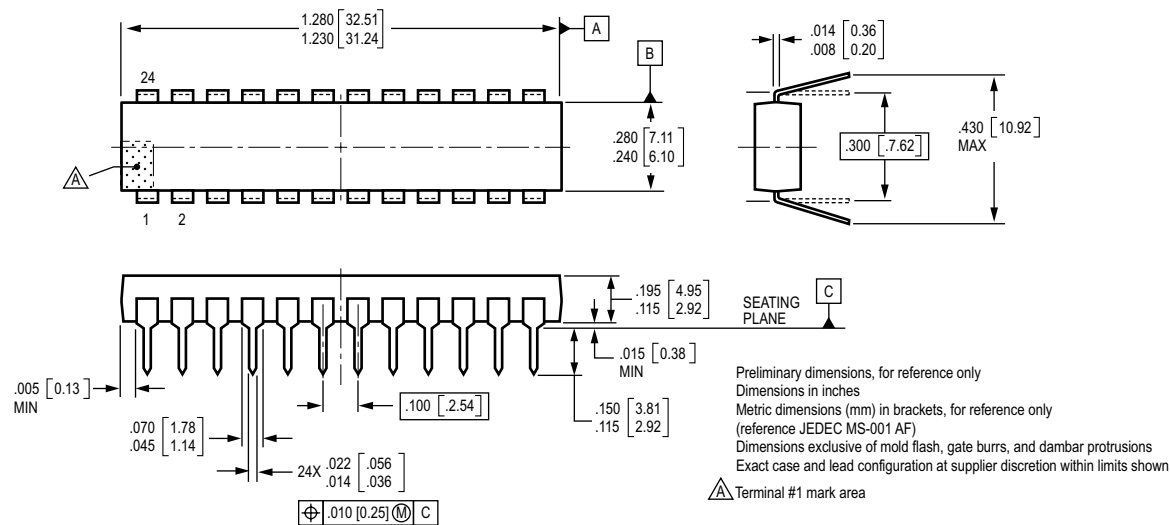 1.280 [32.51]
1.230 [31.24]
A
B
24
.280 [7.11]
.240 [6.10]
A
1 2
.014 [0.36]
.008 [0.20]
.300 [.7.62]
.430 [10.92]
MAX
.195 [4.95]
.115 [2.92]
SEATING
PLANE
C
.015 [0.38]
MIN
.005 [0.13]
MIN
.100 [.2.54]
.150 [3.81]
.115 [2.92]
.070 [1.78]
.045 [1.14]
24X .022 [.056]
.014 [.036]
⌖ .010 [0.25] Ⓜ C
Preliminary dimensions, for reference only
Dimensions in inches
Metric dimensions (mm) in brackets, for reference only
(reference JEDEC MS-001 AF)
Dimensions exclusive of mold flash, gate burrs, and dambar protrusions
Exact case and lead configuration at supplier discretion within limits shown
A Terminal #1 mark area